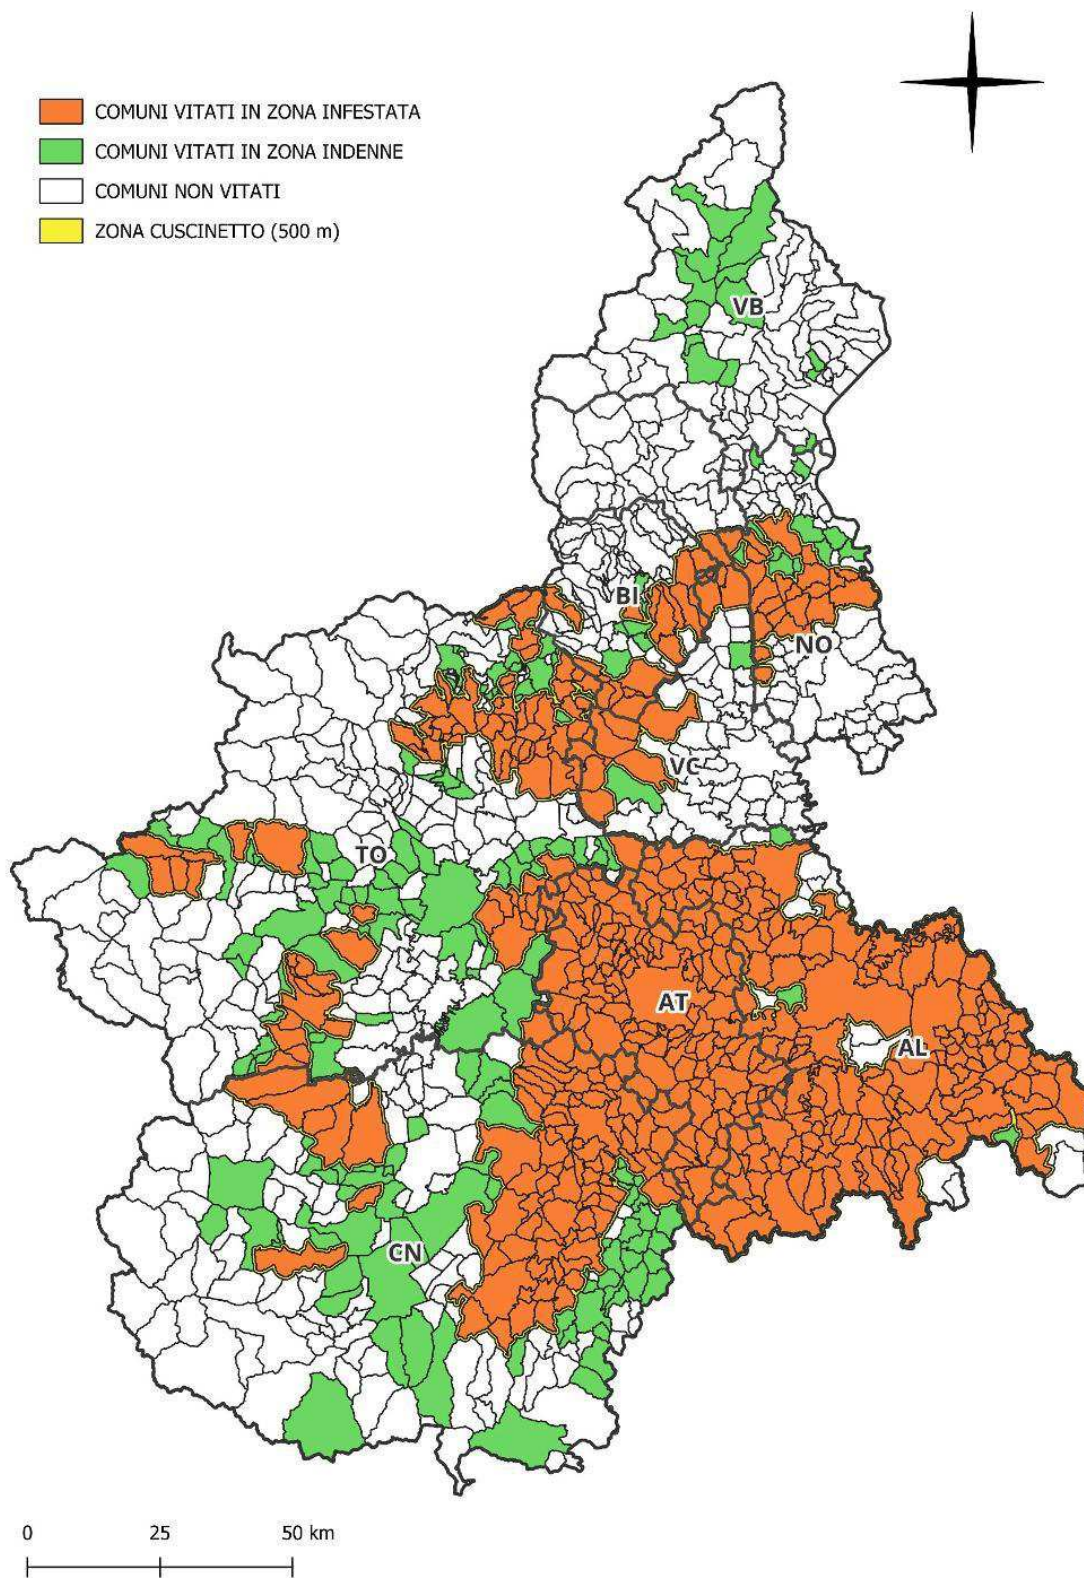 COMUNI VITATI IN ZONA INFESTATA
COMUNI VITATI IN ZONA INDENNE
COMUNI NON VITATI
ZONA CUSCINETTO (500 m)
VB
BI
NO
VC
TO
AT
AL
CN
0 25 50 km